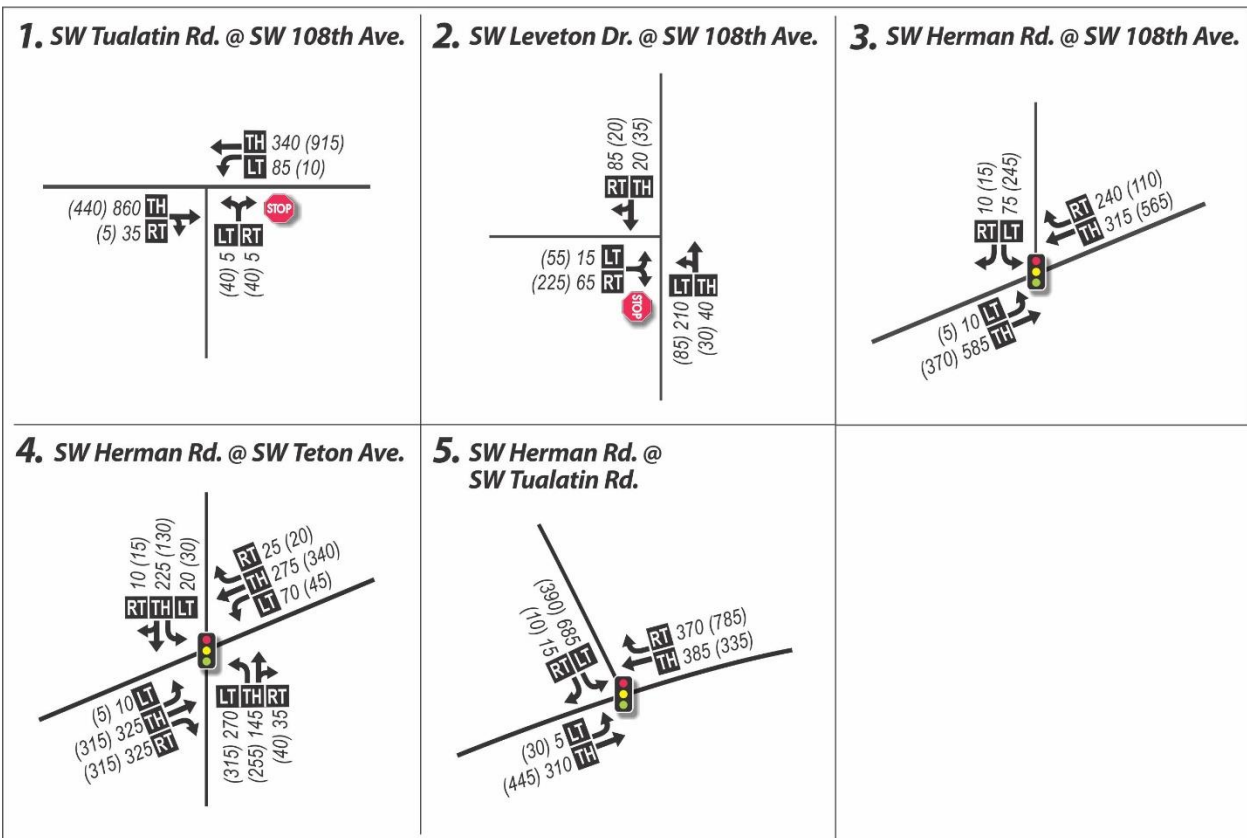 1. SW Tualatin Rd. @ SW 108th Ave.
TH 340 (915)
LT 85 (10)
(440) 860 TH
(5) 35 RT
STOP
LT RT
(40) 5
(40) 5
2. SW Leveton Dr. @ SW 108th Ave.
85 (20)
20 (35)
RT TH
(55) 15 LT
(225) 65 RT
STOP
LT TH
(85) 210
(30) 40
3. SW Herman Rd. @ SW 108th Ave.
10 (15)
75 (245)
RT LT
RT 240 (110)
TH 315 (565)
(5) 10 LT
(370) 585 TH
4. SW Herman Rd. @ SW Teton Ave.
10 (15)
225 (130)
20 (30)
RT TH LT
RT 25 (20)
TH 275 (340)
LT 70 (45)
(5) 10 LT
(315) 325 TH
(315) 325 RT
LT TH RT
(315) 270
(255) 145
(40) 35
5. SW Herman Rd. @
SW Tualatin Rd.
(390) 685
(10) 15
RT LT
RT 370 (785)
TH 385 (335)
(30) 5 LT
(445) 310 TH